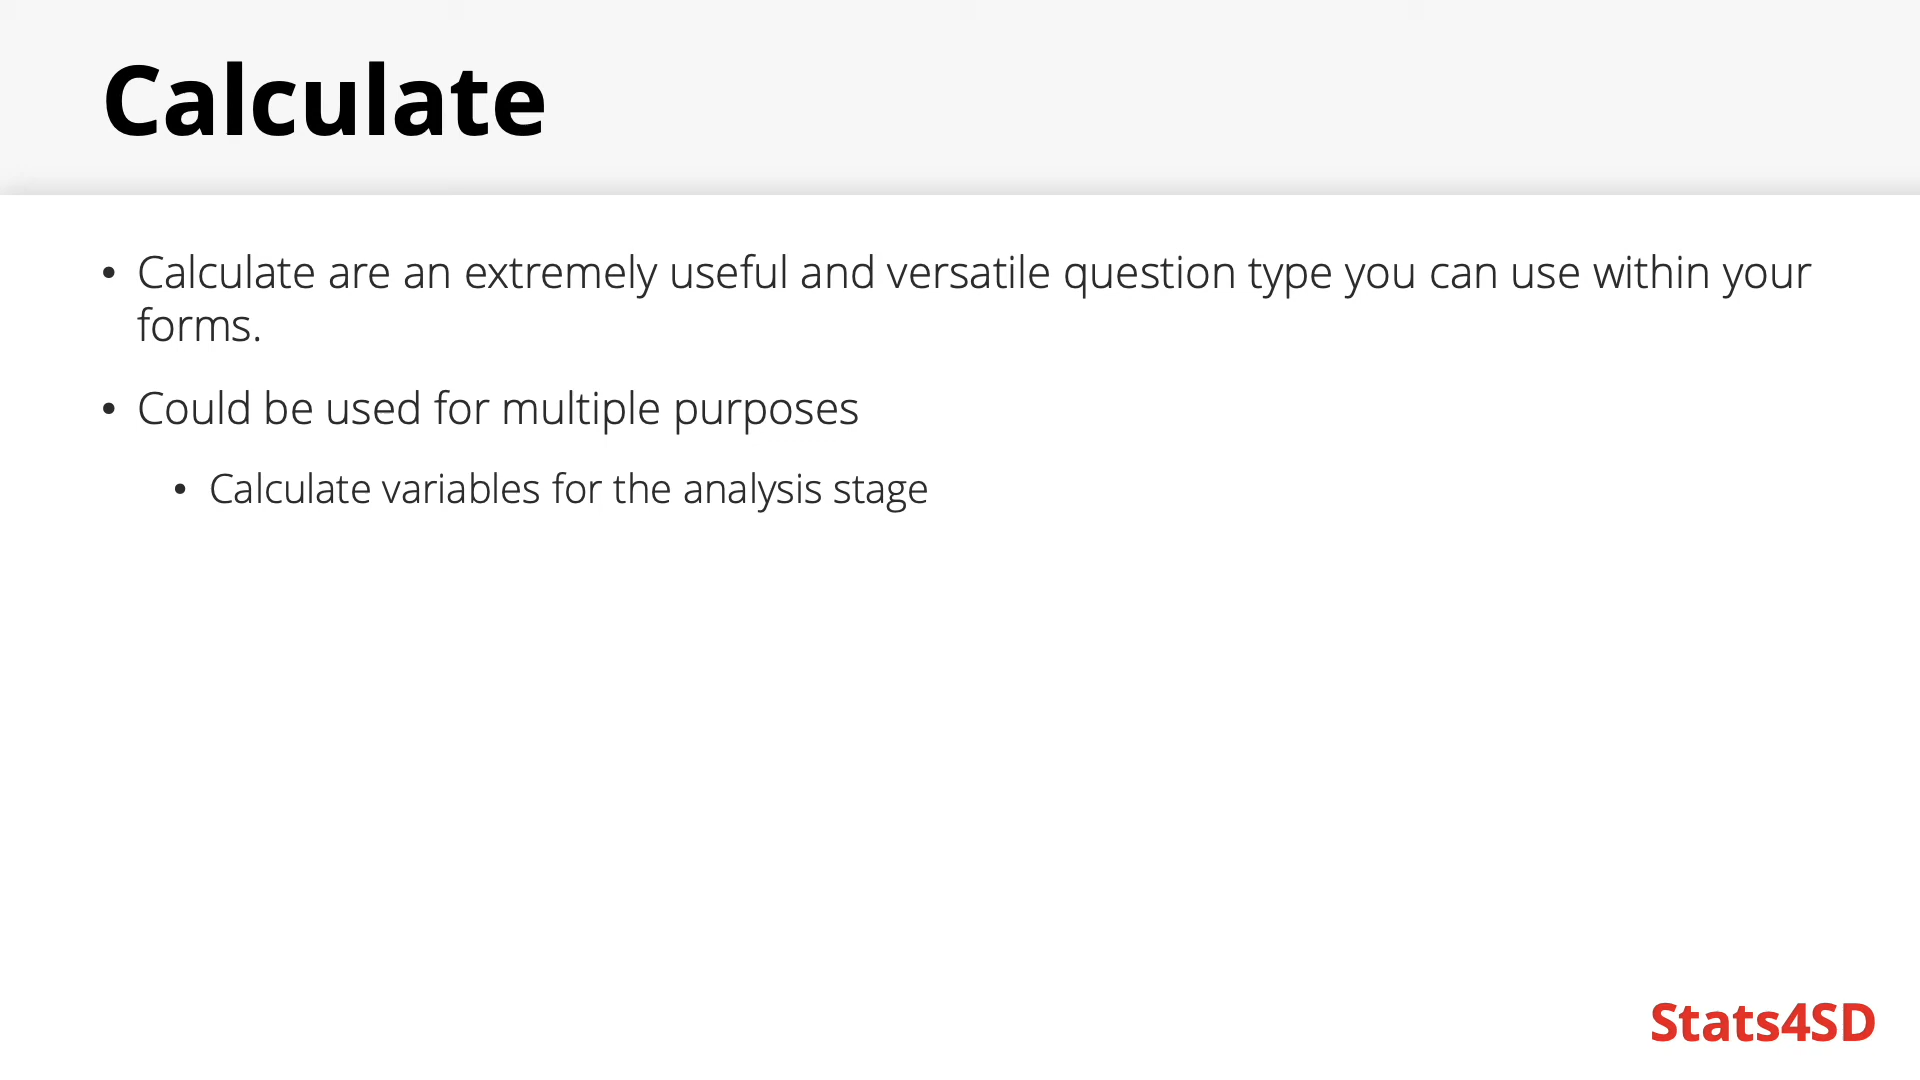 Calculate
• Calculate are an extremely useful and versatile question type you can use within your
forms.
• Could be used for multiple purposes
• Calculate variables for the analysis stage
Stats4SD